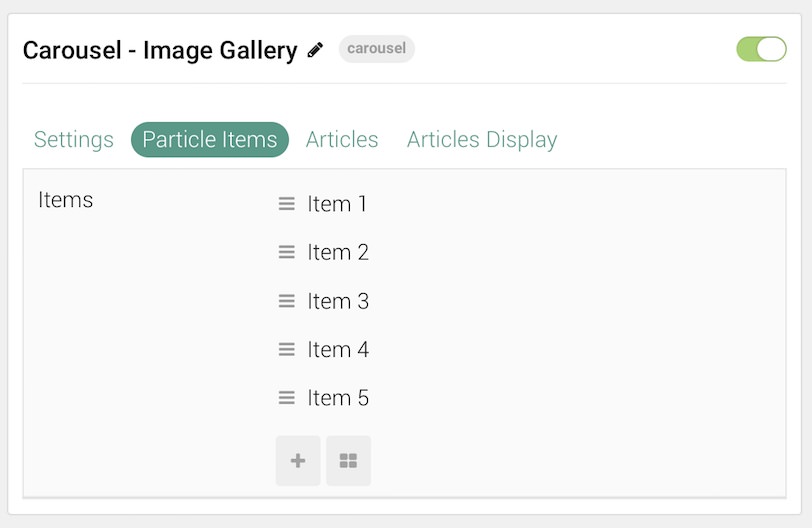 Carousel - Image Gallery carousel
Settings Particle Items Articles Articles Display
Items
Item 1
Item 2
Item 3
Item 4
Item 5